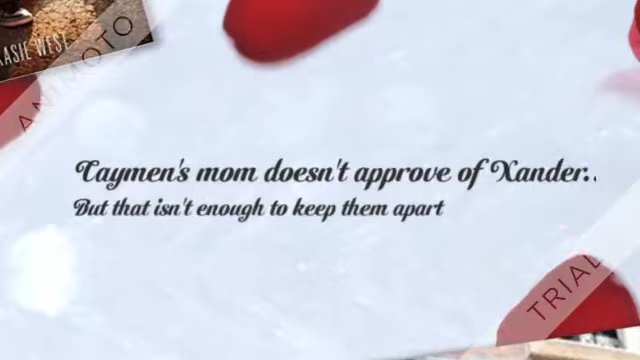 KASIE WEST
ANIMOTO
Caymen's mom doesn't approve of Xander..
But that isn't enough to keep them apart
TRIAL